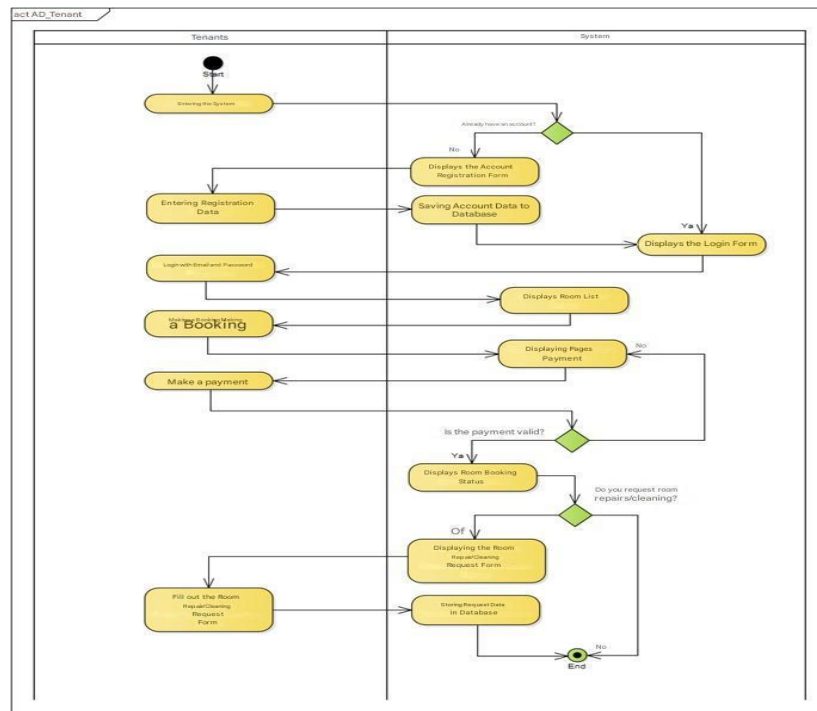 act AD_Tenant
Tenants
System
Start
Entering the System
Already have an account?
No
Displays the Account
Registration Form
Entering Registration
Data
Saving Account Data to
Database
Ya
Displays the Login Form
Login with Email and Password
Displays Room List
a Booking
Displaying Pages
Payment
No
Make a payment
Is the payment valid?
Ya
Displays Room Booking
Status
Do you request room
repairs/cleaning?
Of
Displaying the Room
Repair/Cleaning
Request Form
Fill out the Room
Repair/Cleaning
Request
Form
Storing Request Data
in Database
No
End